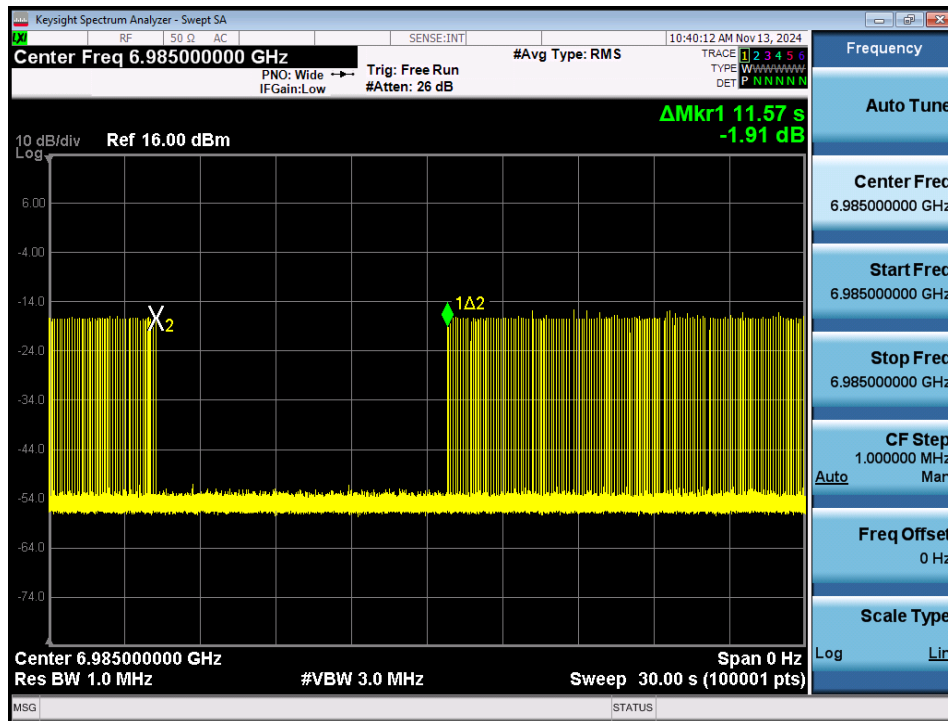 Keysight Spectrum Analyzer - Swept SA
LXI RF 50 Ω AC SENSE:INT 10:40:12 AM Nov 13, 2024
Center Freq 6.985000000 GHz
PNO: Wide
IFGain:Low
Trig: Free Run
#Atten: 26 dB
#Avg Type: RMS
TRACE 1 2 3 4 5 6
TYPE W
DET P N N N N N
ΔMkr1 11.57 s
-1.91 dB
10 dB/div Ref 16.00 dBm
Log
6.00
-4.00
-14.0
-24.0
-34.0
-44.0
-54.0
-64.0
-74.0
X2
1Δ2
Center 6.985000000 GHz Span 0 Hz
Res BW 1.0 MHz #VBW 3.0 MHz Sweep 30.00 s (100001 pts)
MSG STATUS
Frequency
Auto Tune
Center Freq
6.985000000 GHz
Start Freq
6.985000000 GHz
Stop Freq
6.985000000 GHz
CF Step
1.000000 MHz
Auto Man
Freq Offset
0 Hz
Scale Type
Log Lin